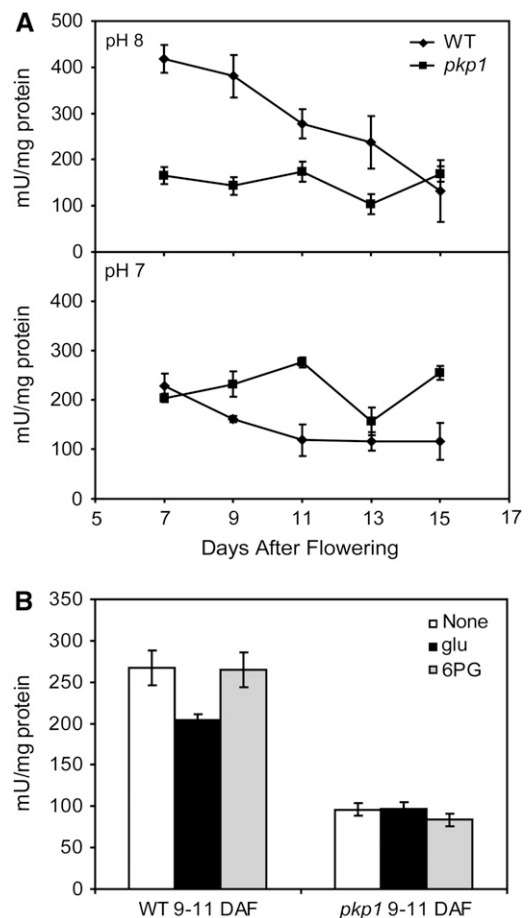 A
pH 8
WT
pkp1
mU/mg protein
500
400
300
200
100
0
pH 7
mU/mg protein
400
300
200
100
0
5 7 9 11 13 15 17
Days After Flowering
B
None
glu
6PG
mU/mg protein
350
300
250
200
150
100
50
0
WT 9-11 DAF pkp1 9-11 DAF